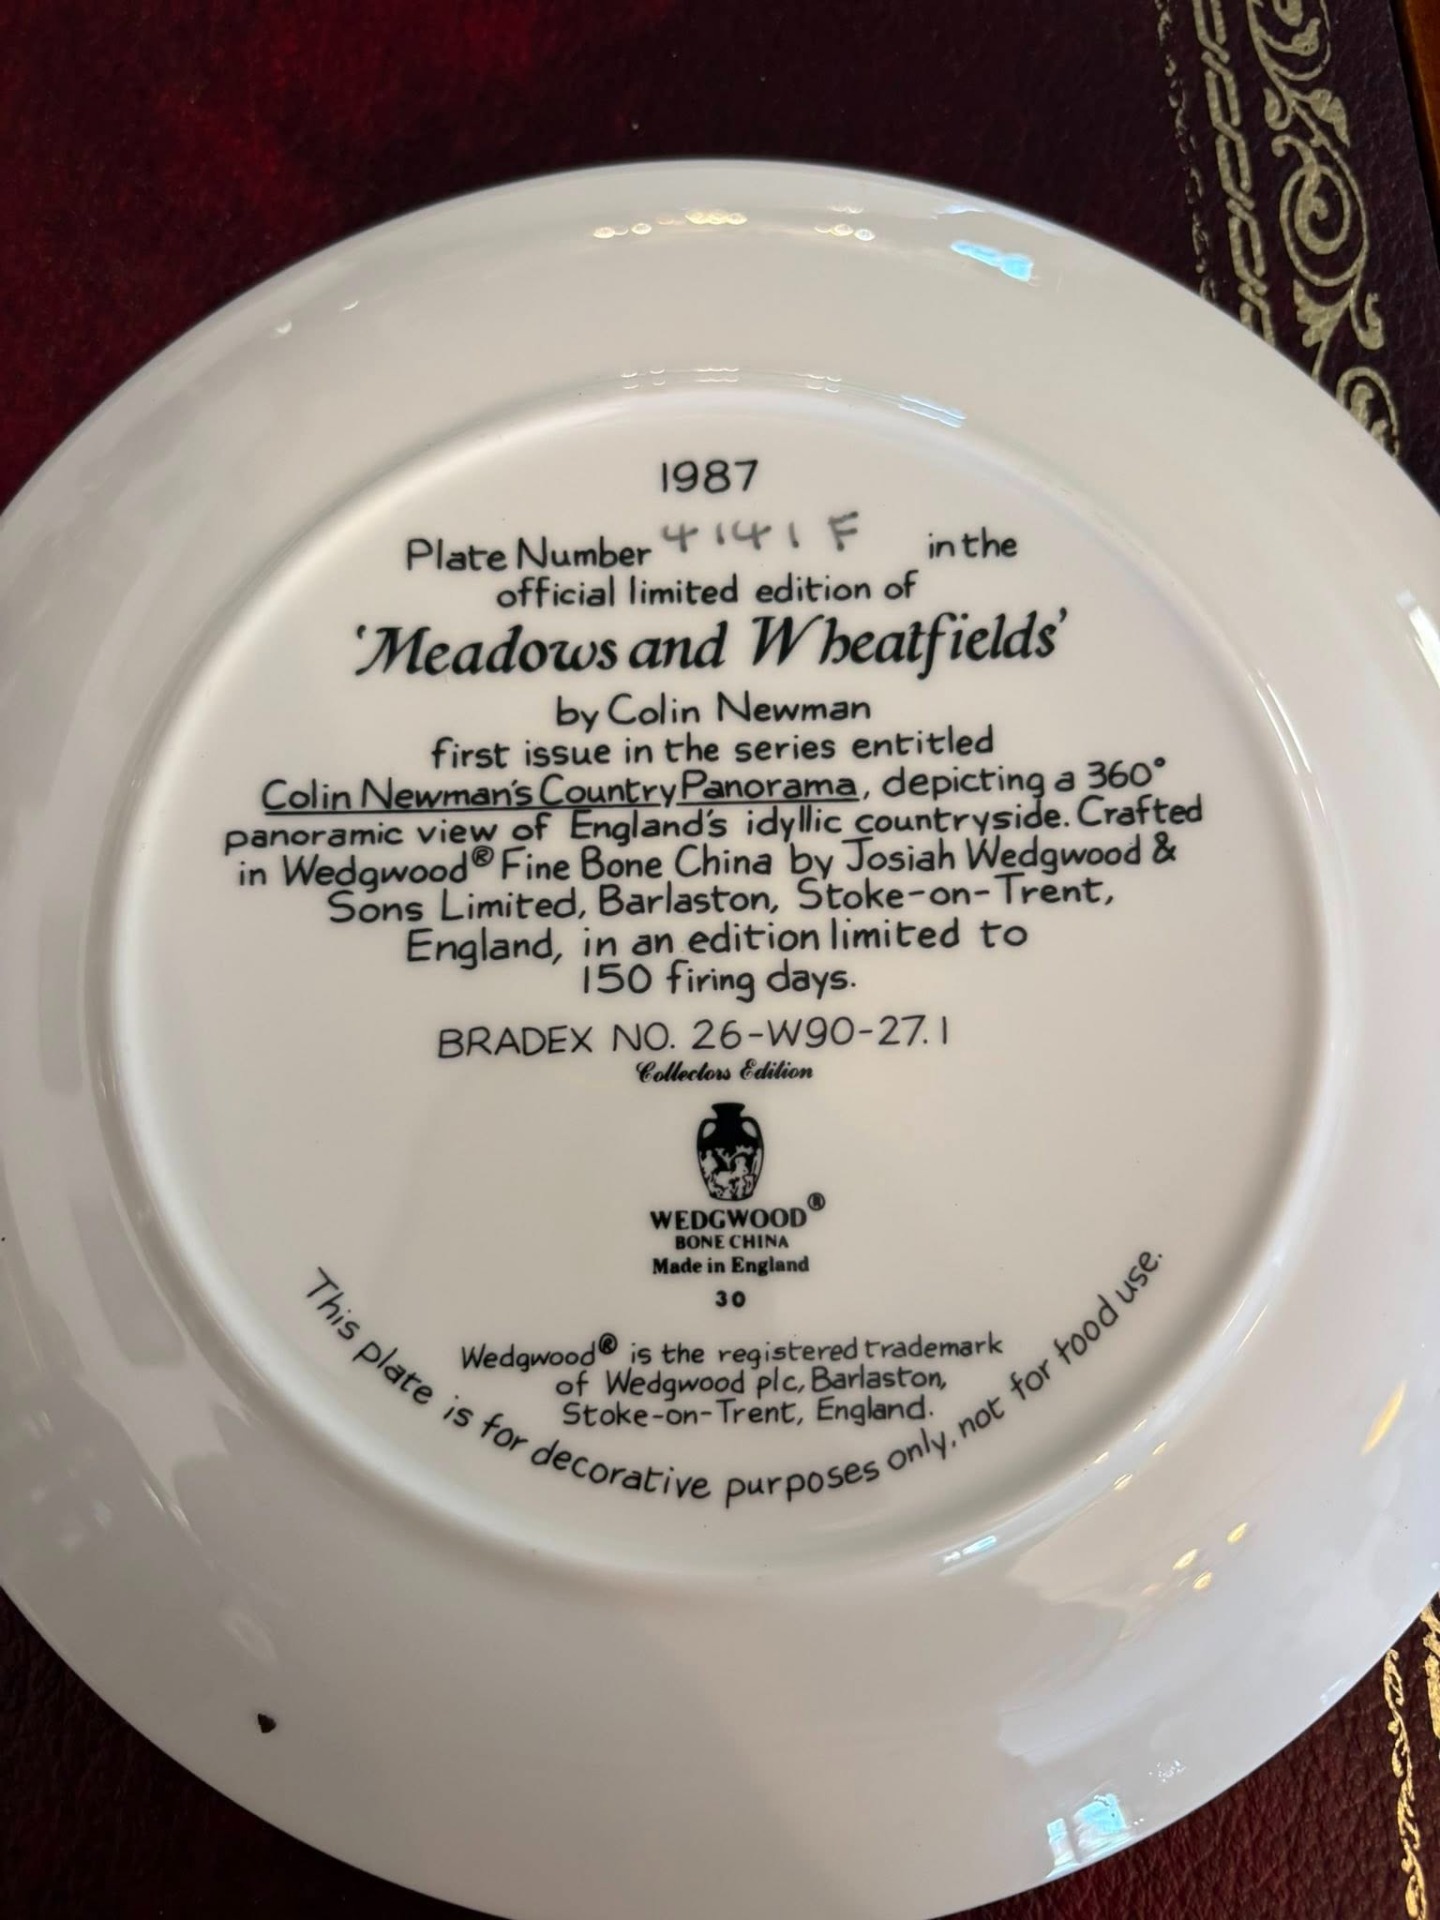 1987
Plate Number 4141F in the
official limited edition of
'Meadows and Wheatfields'
by Colin Newman
first issue in the series entitled
Colin Newman's Country Panorama, depicting a 360°
panoramic view of England's idyllic countryside. Crafted
in Wedgwood® Fine Bone China by Josiah Wedgwood &
Sons Limited, Barlaston, Stoke-on-Trent,
England, in an edition limited to
150 firing days.
BRADEX NO. 26-W90-27.1
Collectors Edition
WEDGWOOD®
BONE CHINA
Made in England
30
Wedgwood® is the registered trademark
of Wedgwood plc, Barlaston,
Stoke-on-Trent, England.
This plate is for decorative purposes only, not for food use.